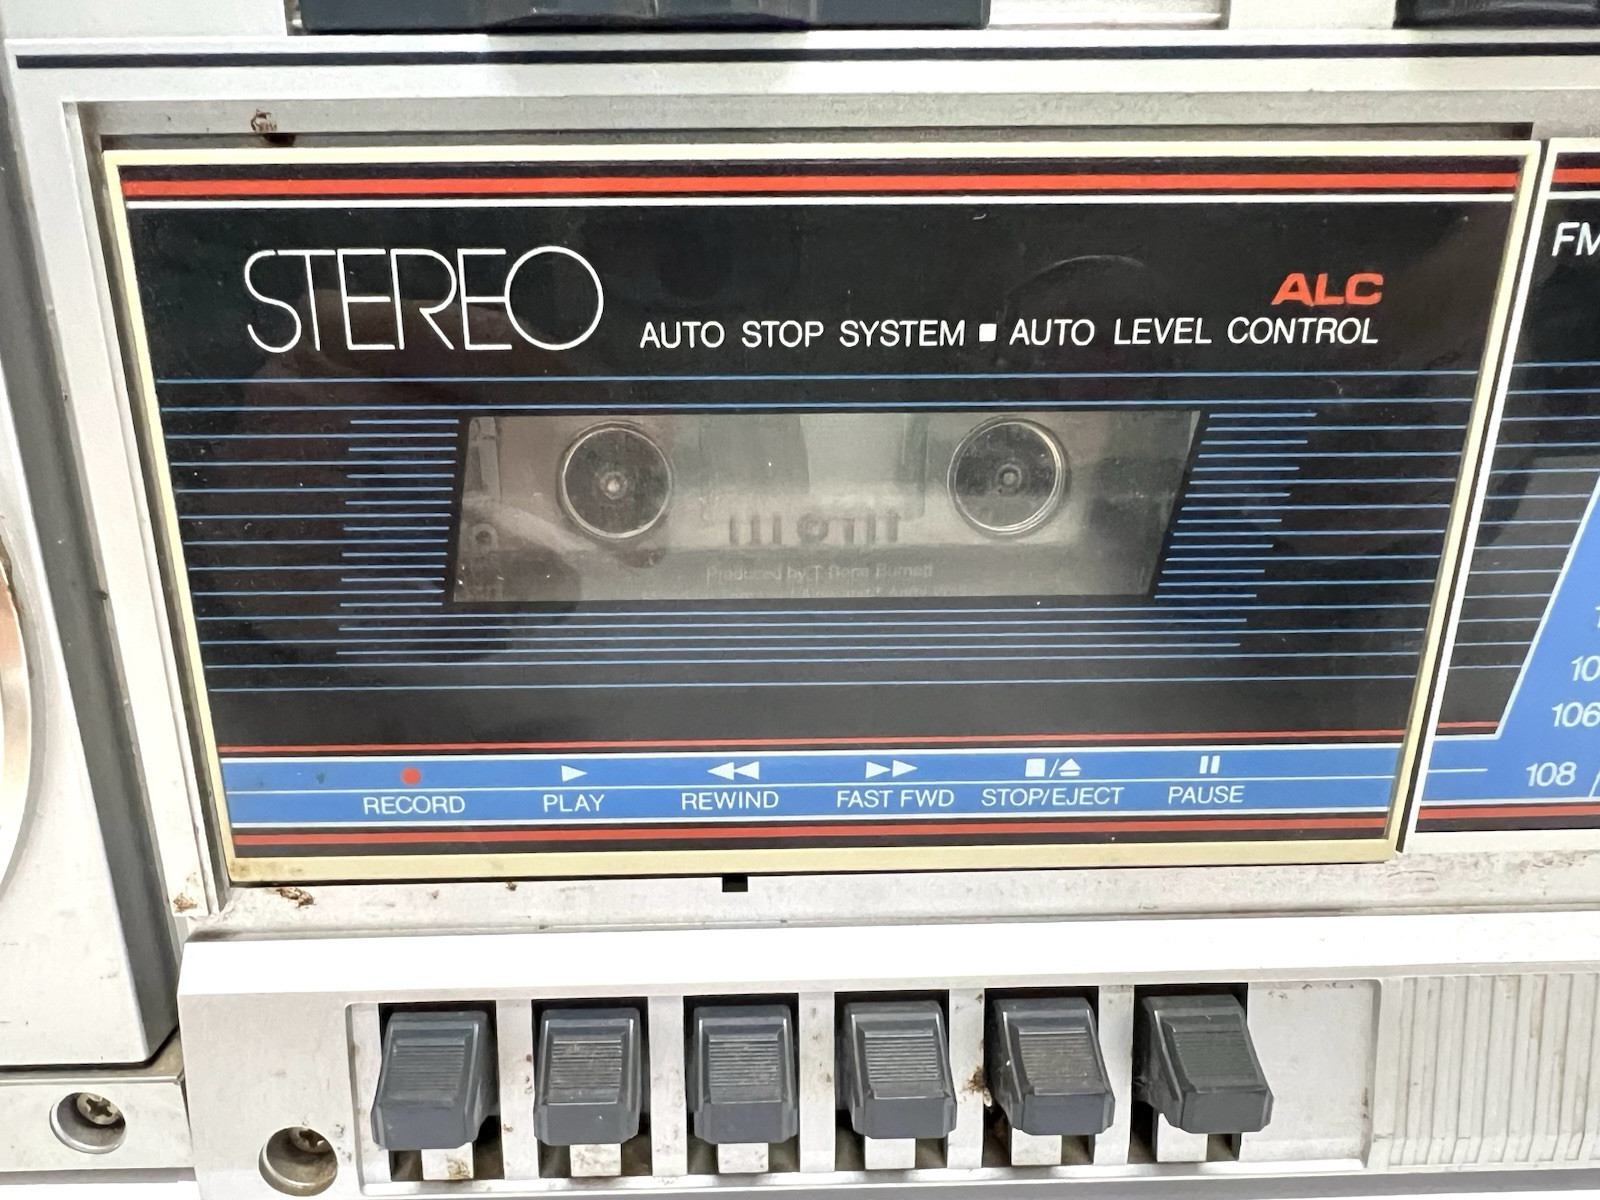 STEREO
ALC
AUTO STOP SYSTEM ■ AUTO LEVEL CONTROL
Produced by T Bone Burnett
RECORD PLAY REWIND FAST FWD STOP/EJECT PAUSE
FM
106
108